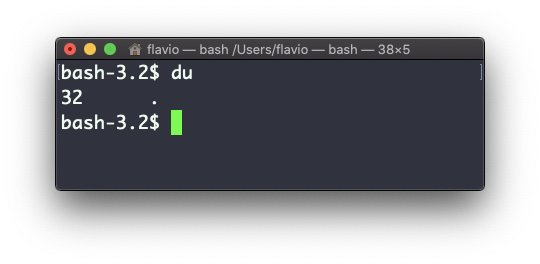 flavio — bash /Users/flavio — bash — 38×5
[bash-3.2$ du ]
32      .
bash-3.2$